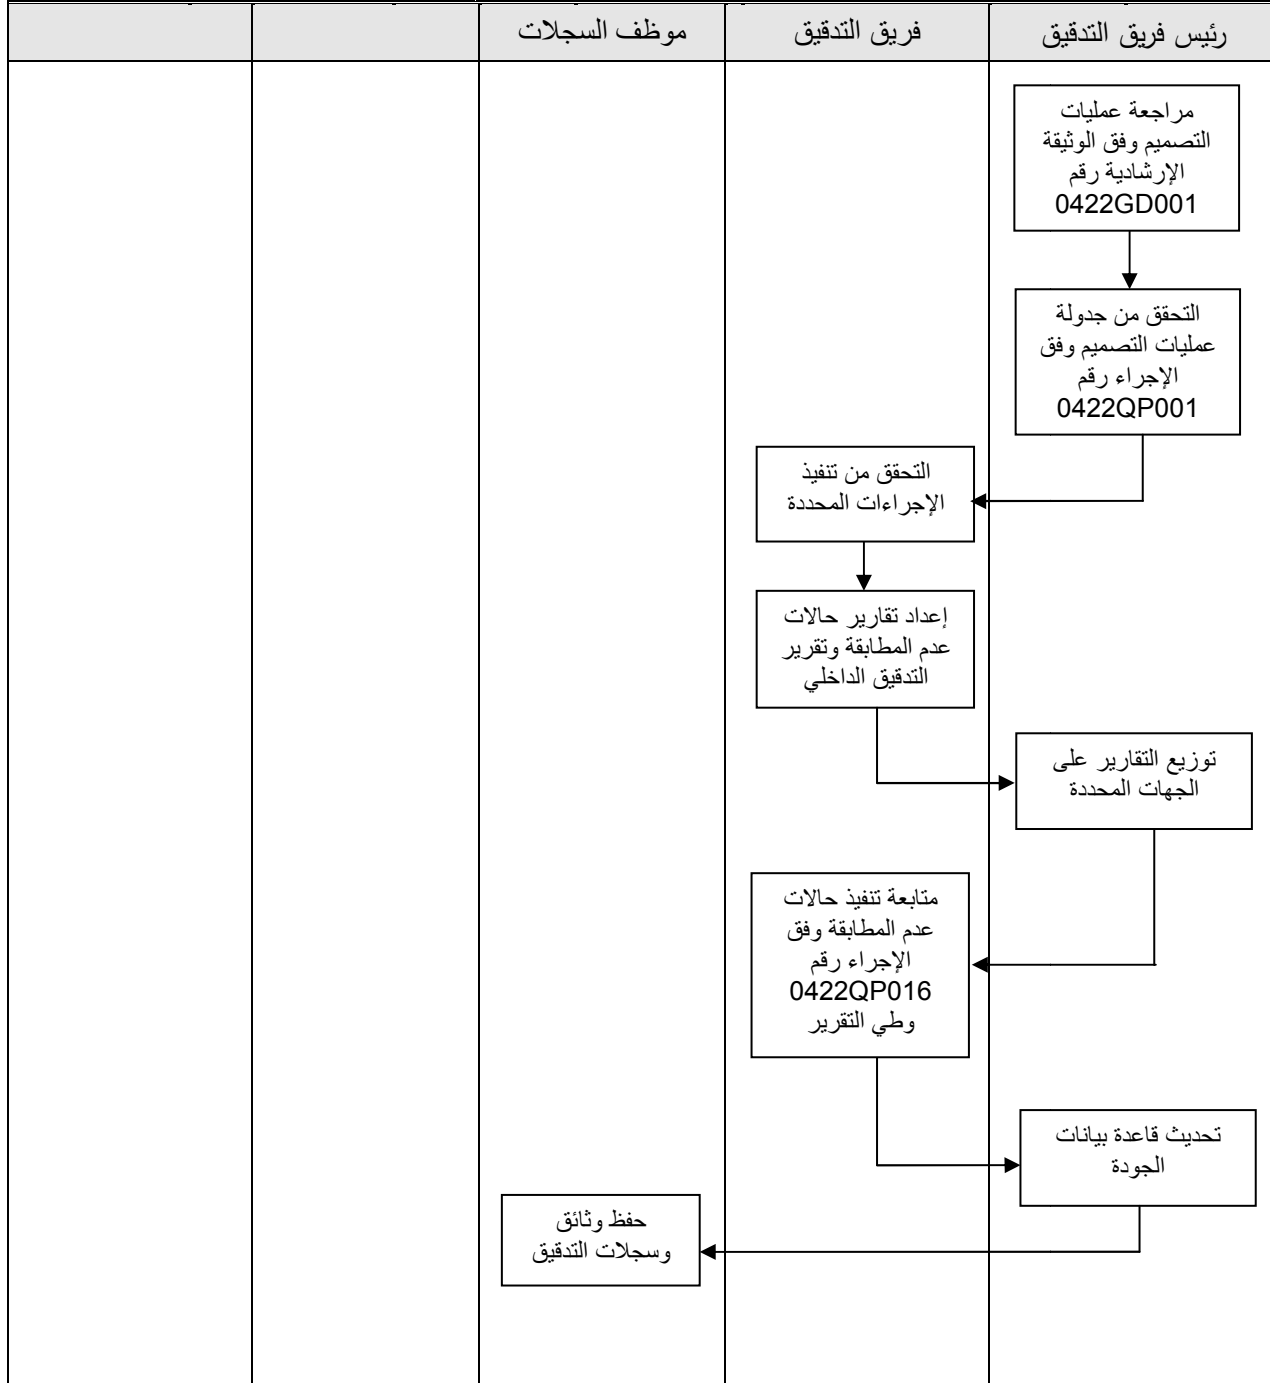 رئيس فريق التدقيق
فريق التدقيق
موظف السجلات
مراجعة عمليات
التصميم وفق الوثيقة
الإرشادية رقم
0422GD001
التحقق من جدولة
عمليات التصميم وفق
الإجراء رقم
0422QP001
التحقق من تنفيذ
الإجراءات المحددة
إعداد تقارير حالات
عدم المطابقة وتقرير
التدقيق الداخلي
توزيع التقارير على
الجهات المحددة
متابعة تنفيذ حالات
عدم المطابقة وفق
الإجراء رقم
0422QP016
وطي التقرير
تحديث قاعدة بيانات
الجودة
حفظ وثائق
وسجلات التدقيق